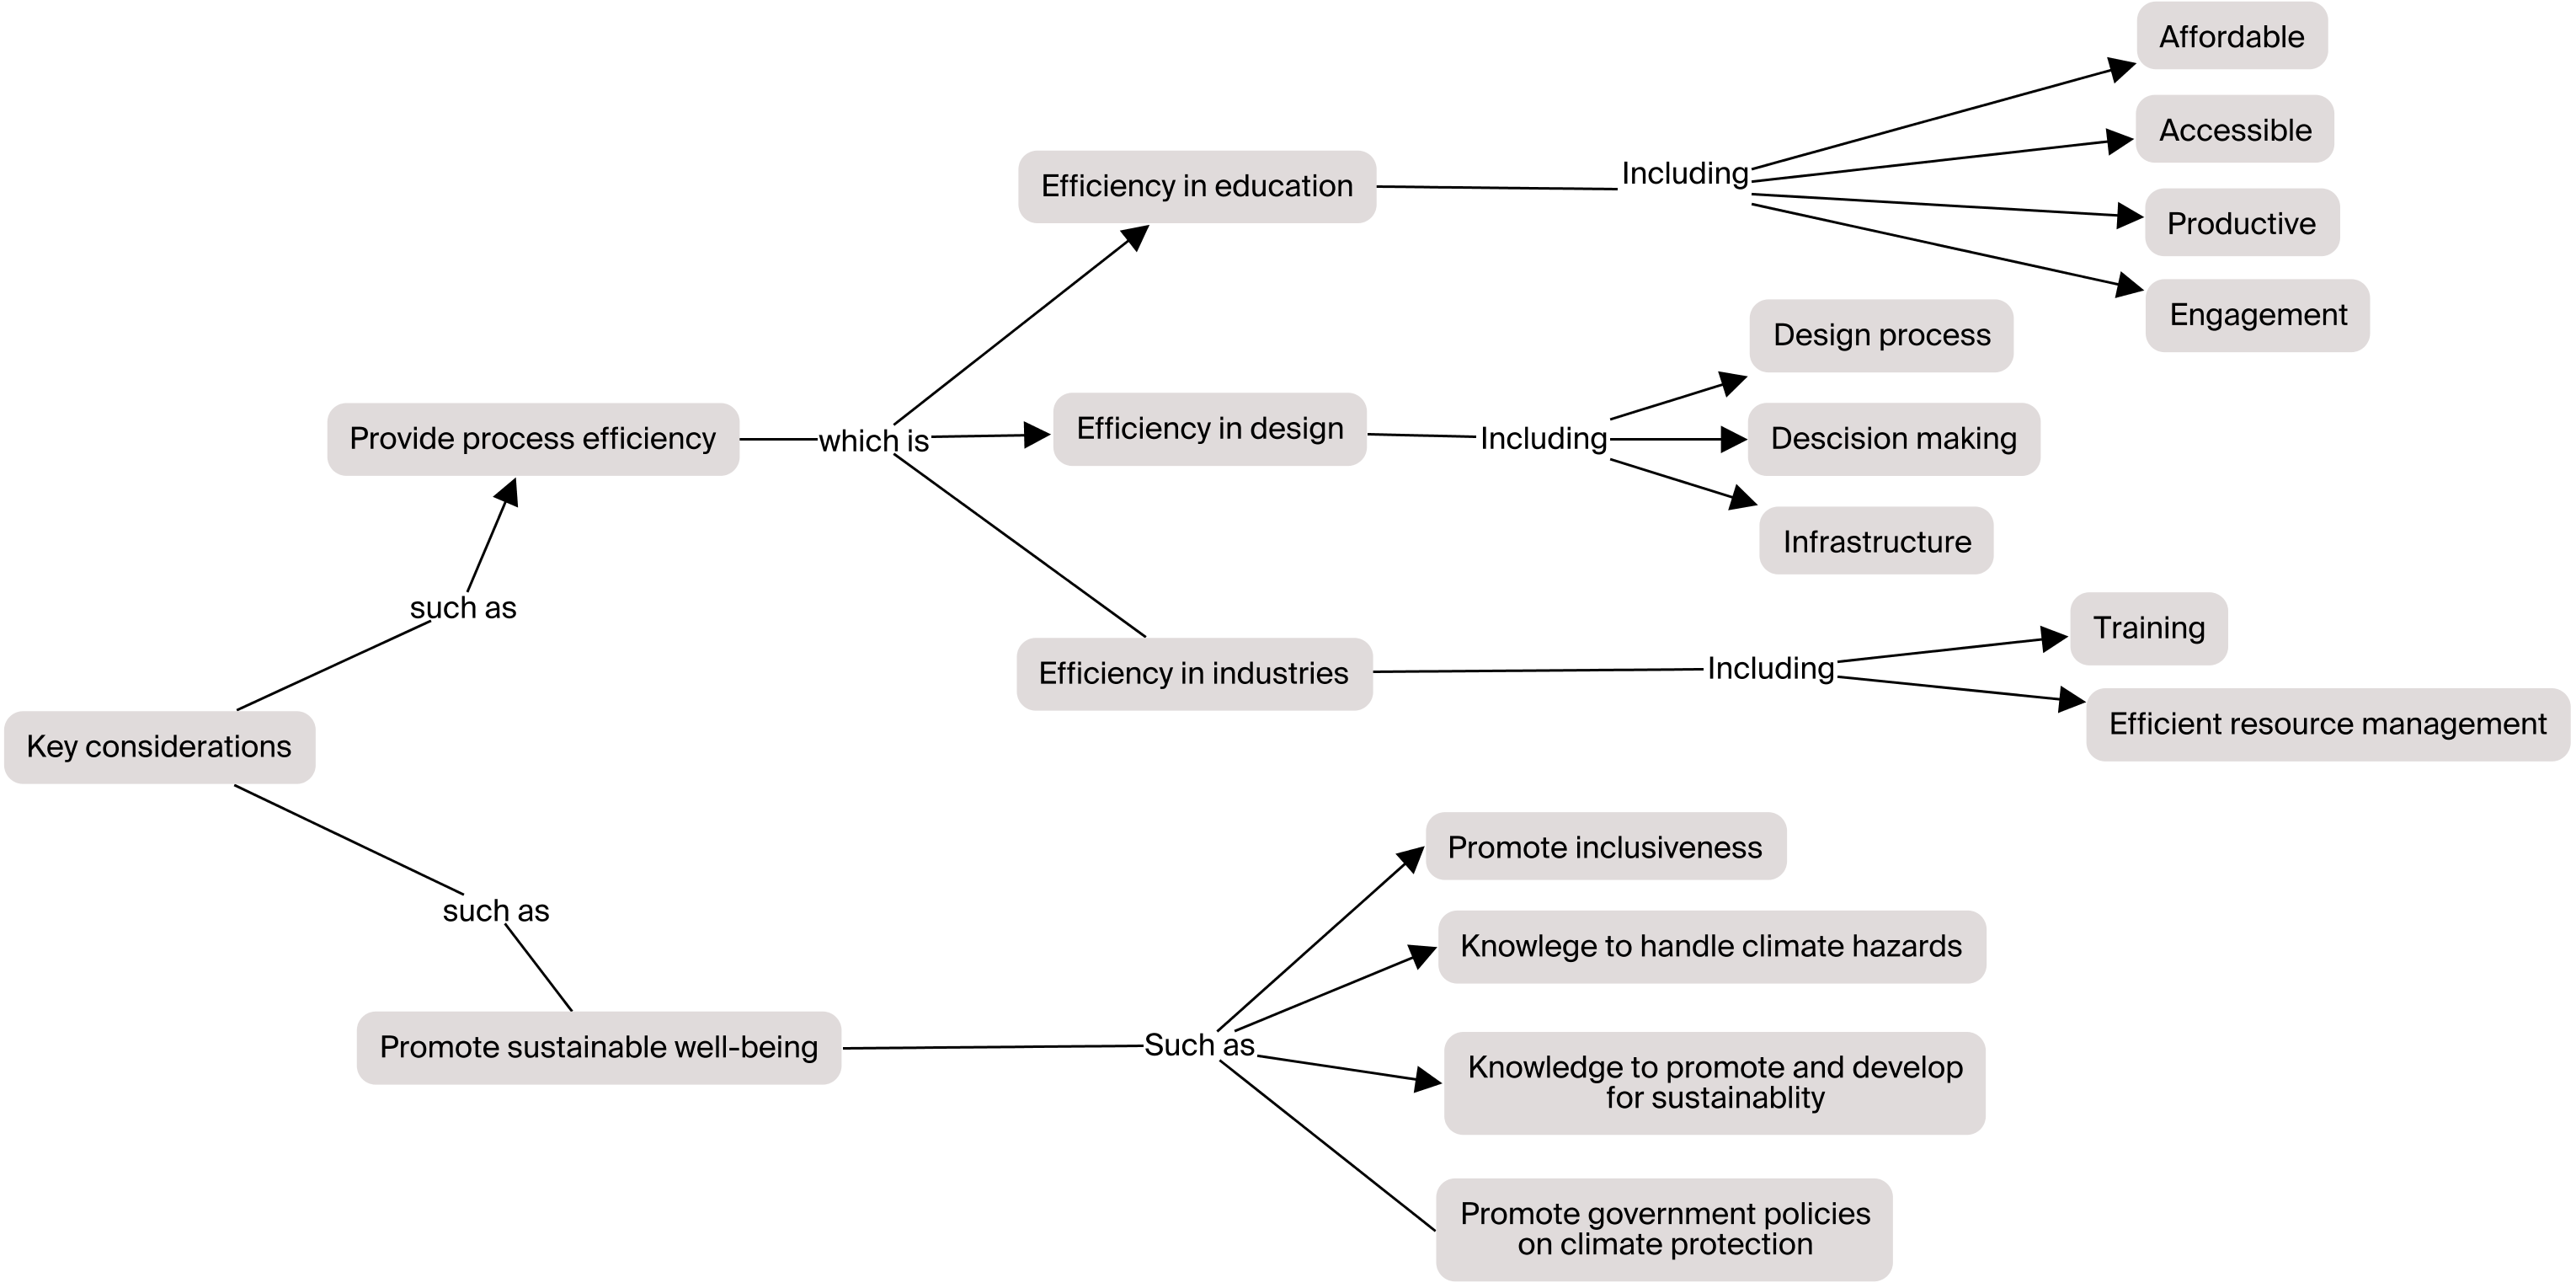 Affordable
Accessible
Including
Efficiency in education
Productive
Engagement
Design process
Provide process efficiency
which is
Efficiency in design
Including
Descision making
Infrastructure
such as
Training
Efficiency in industries
Including
Efficient resource management
Key considerations
Promote inclusiveness
such as
Knowlege to handle climate hazards
Promote sustainable well-being
Such as
Knowledge to promote and develop
for sustainablity
Promote government policies
on climate protection